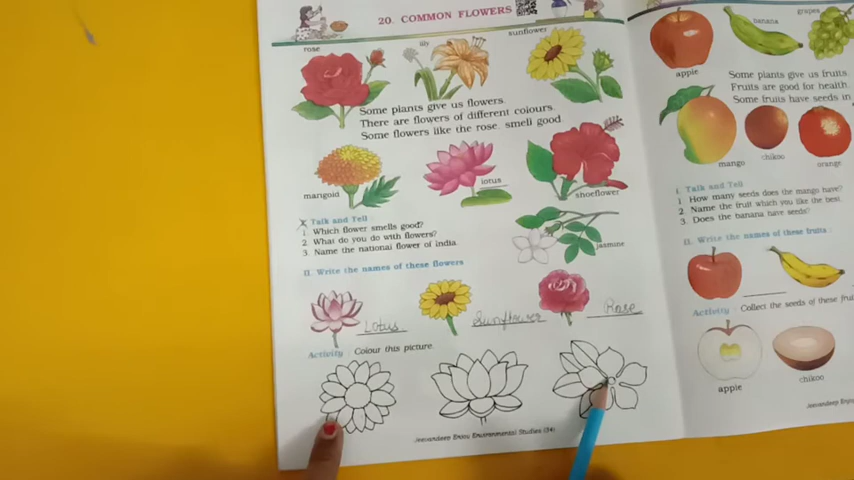 20. COMMON FLOWERS
rose
lily
sunflower
Some plants give us flowers.
There are flowers of different colours.
Some flowers like the rose, smell good.
marigold
lotus
shoeflower
I. Talk and Tell
1. Which flower smells good?
2. What do you do with flowers?
3. Name the national flower of India.
jasmine
II. Write the names of these flowers
Lotus
Sunflower
Rose
Activity : Colour this picture.
Jeevandeep Envou Environmental Studies (34)
apple
banana
grapes
Some plants give us fruits.
Fruits are good for health.
Some fruits have seeds in
mango
chikoo
orange
I. Talk and Tell
1 How many seeds does the mango have?
2 Name the fruit which you like the best.
3. Does the banana have seeds?
II. Write the names of these fruits.
Activity : Collect the seeds of these
apple
chikoo
Jeevandeep